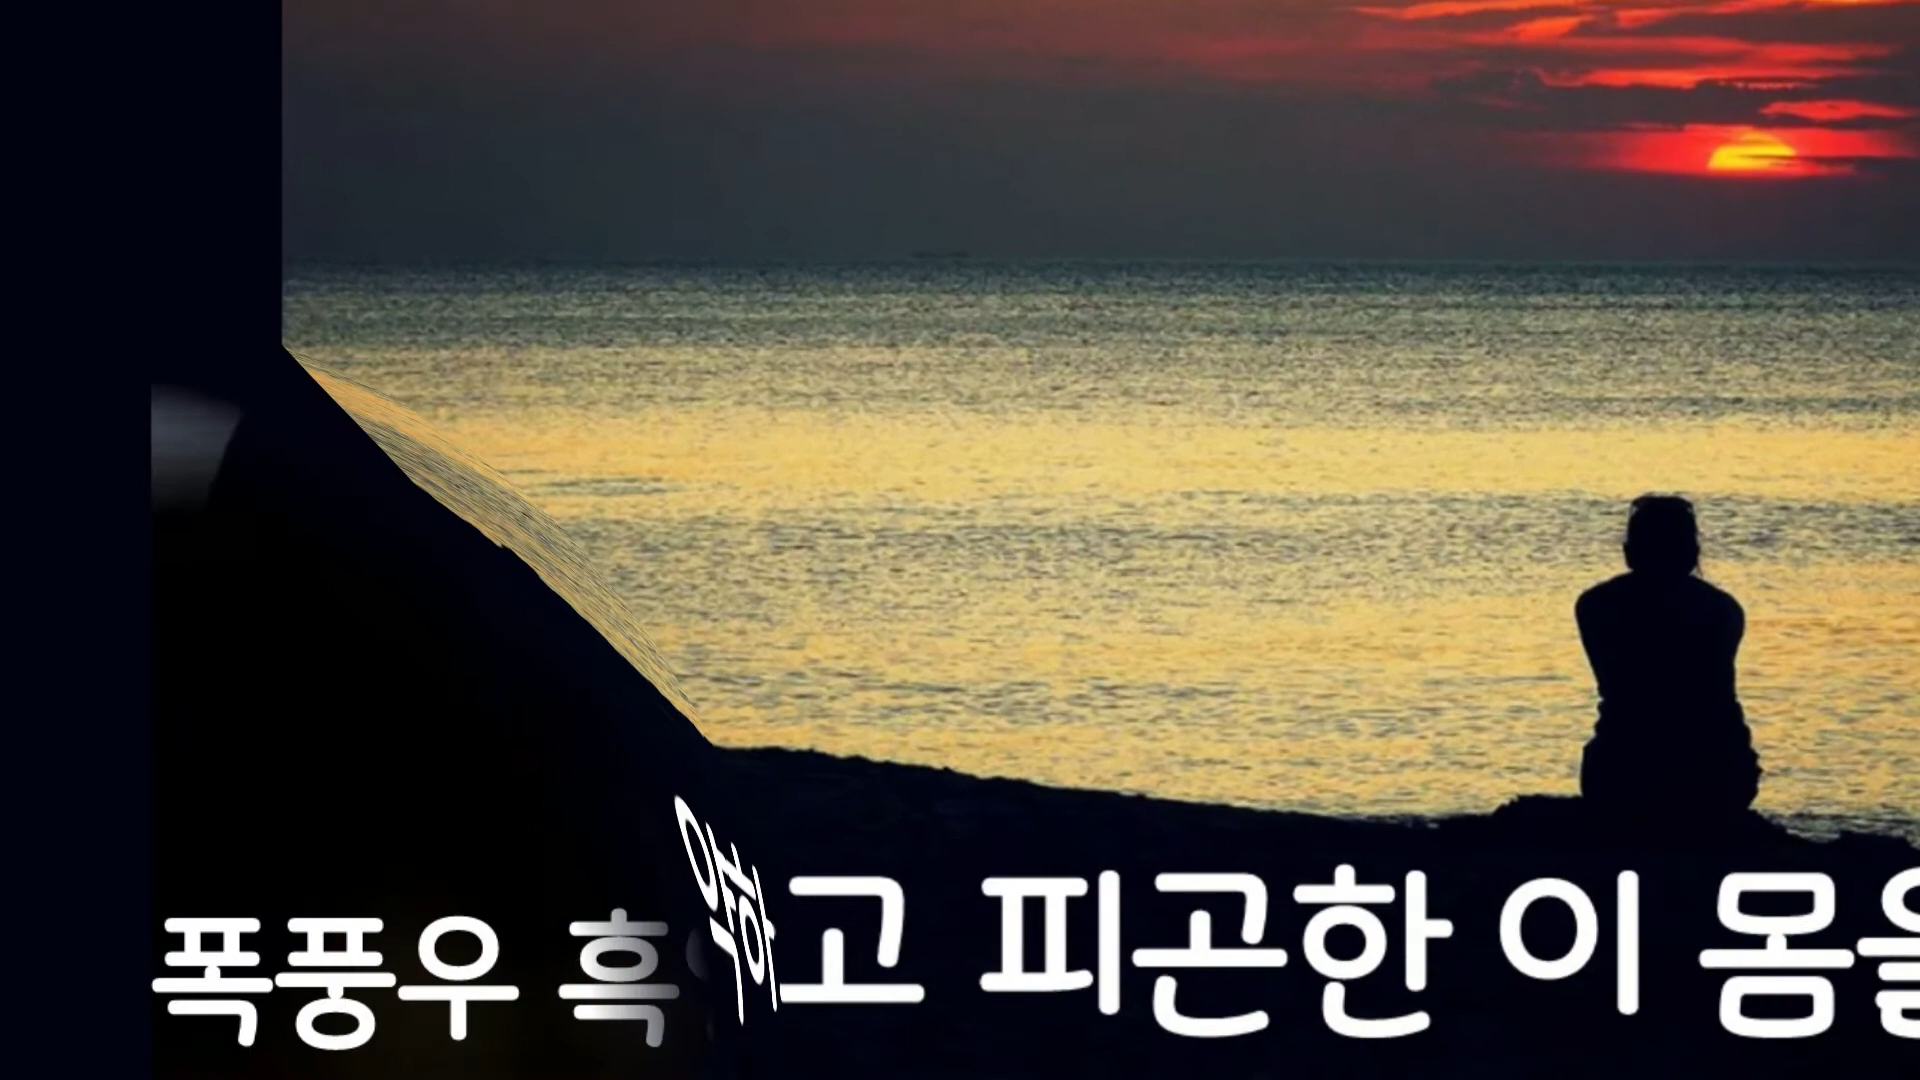 폭풍우 흑
약하고 피곤한 이 몸을